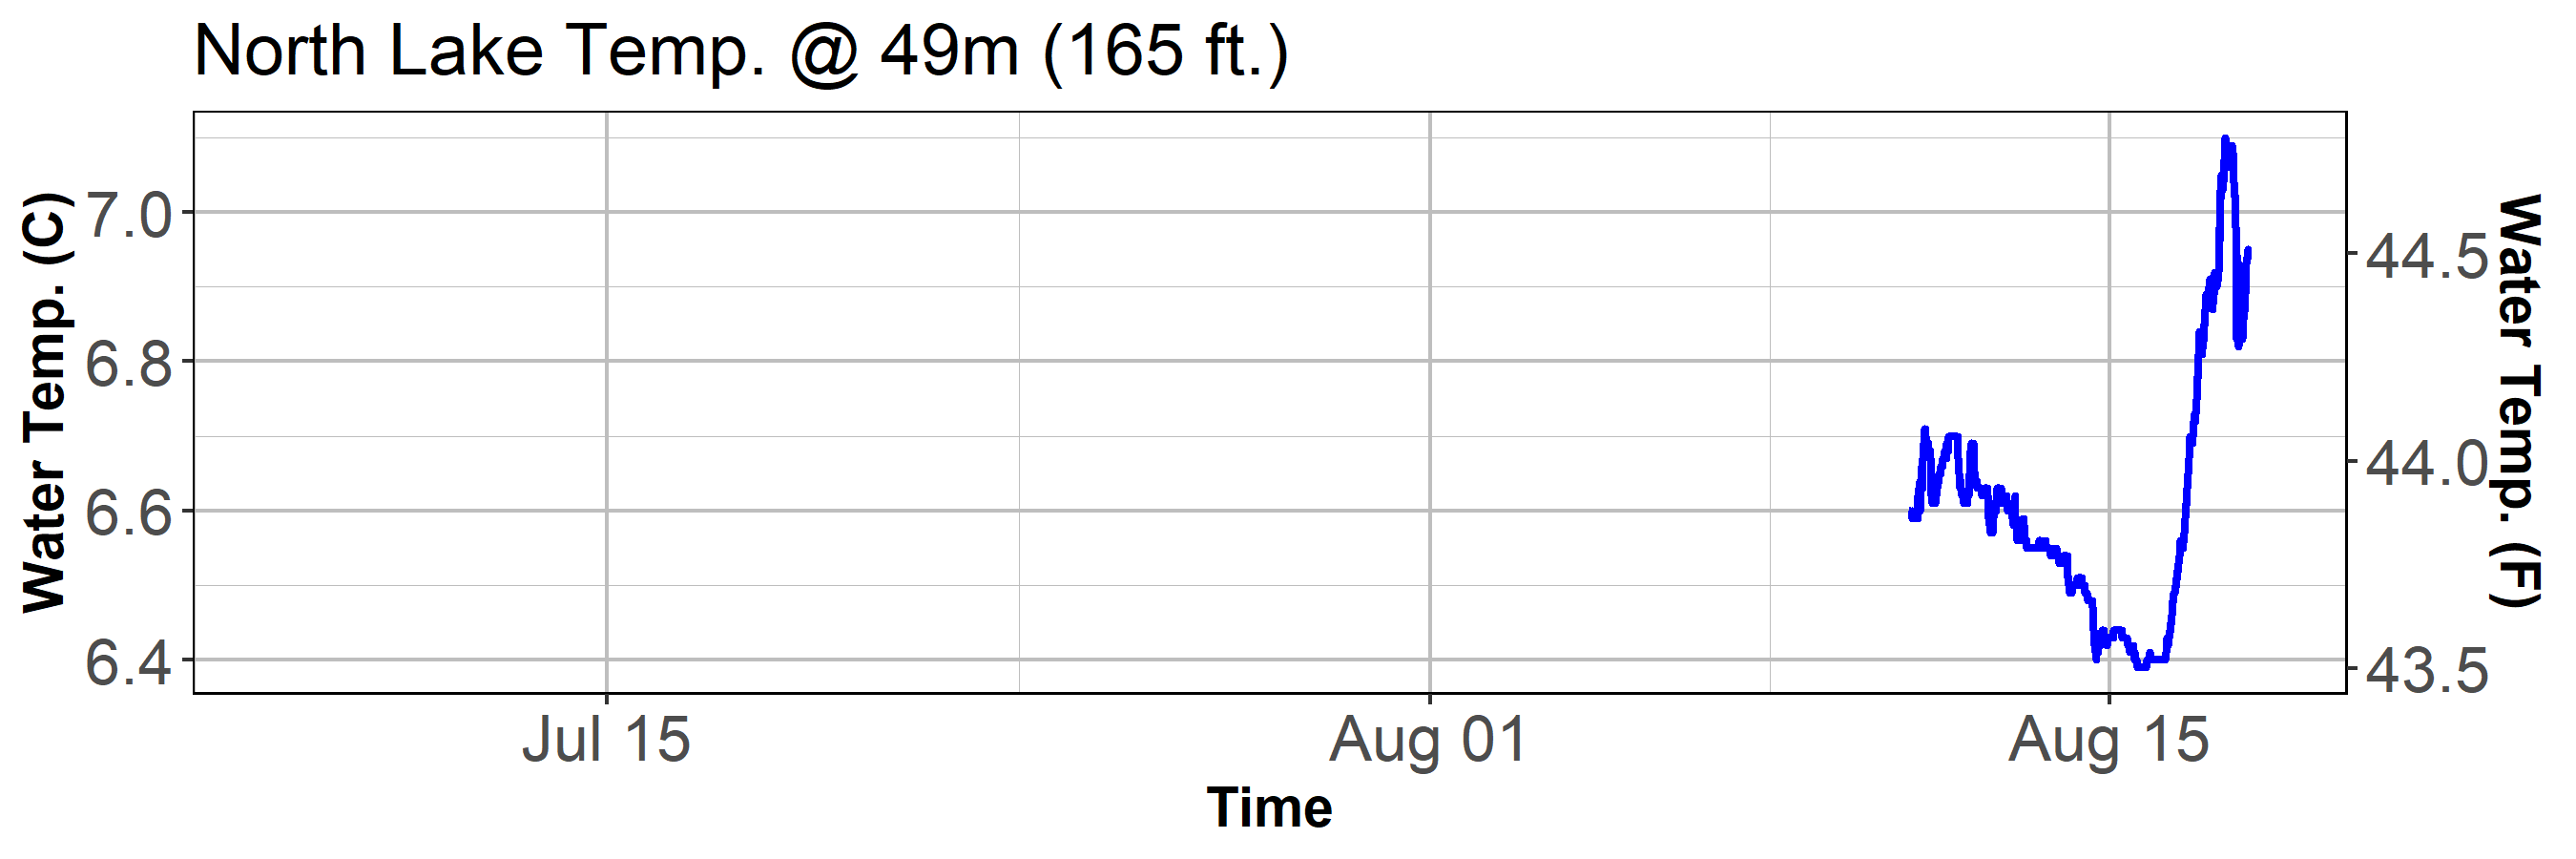 North Lake Temp. @ 49m (165 ft.)
Water Temp. (C)
7.0
6.8
6.6
6.4
44.5
44.0
43.5
Water Temp. (F)
Jul 15
Aug 01
Aug 15
Time